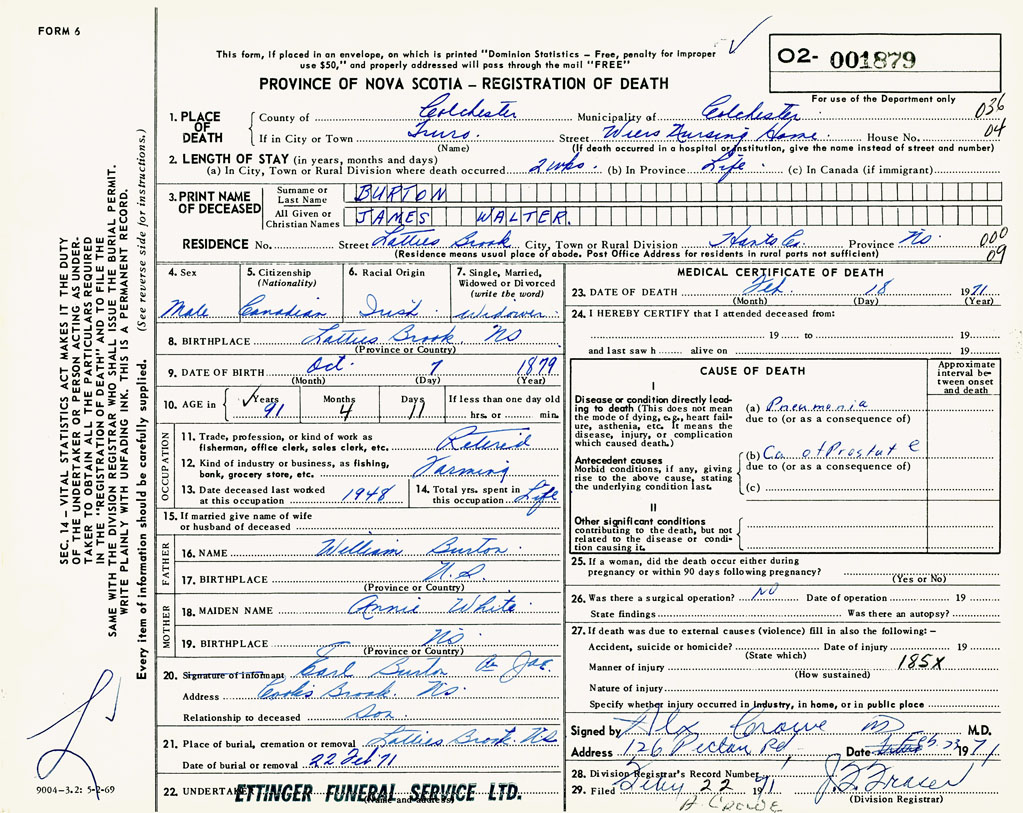 FORM 6
This form, if placed in an envelope, on which is printed "Dominion Statistics – Free, penalty for improper
use $50," and properly addressed will pass through the mail "FREE"
PROVINCE OF NOVA SCOTIA – REGISTRATION OF DEATH
O2- 001879
For use of the Department only
036
04
1. PLACE OF DEATH
County of Colchester Municipality of Colchester
If in City or Town Truro. Street Wiers Nursing Home. House No.
(Name) (If death occurred in a hospital or institution, give the name instead of street and number)
2. LENGTH OF STAY (in years, months and days)
(a) In City, Town or Rural Division where death occurred 2 wks. (b) In Province Life. (c) In Canada (if immigrant)
3. PRINT NAME OF DECEASED
Surname or Last Name BURTON
All Given or Christian Names JAMES WALTER.
RESIDENCE No. Street Latties Brook City, Town or Rural Division Hants Co. Province NS
(Residence means usual place of abode. Post Office Address for residents in rural parts not sufficient)
000
09
4. Sex
Male
5. Citizenship
(Nationality)
Canadian
6. Racial Origin
Irish
7. Single, Married,
Widowed or Divorced
(write the word)
Widower
8. BIRTHPLACE Latties Brook. NS
(Province or Country)
9. DATE OF BIRTH Oct. 7 1879
(Month) (Day) (Year)
10. AGE in
Years 91
Months 4
Days 11
If less than one day old
hrs. or min.
OCCUPATION
11. Trade, profession, or kind of work as
fisherman, office clerk, sales clerk, etc. Reterid
12. Kind of industry or business, as fishing,
bank, grocery store, etc. Farming
13. Date deceased last worked
at this occupation 1948
14. Total yrs. spent in
this occupation Life
15. If married give name of wife
or husband of deceased
FATHER
16. NAME William Burton.
17. BIRTHPLACE N.S.
(Province or Country)
MOTHER
18. MAIDEN NAME Annie White
19. BIRTHPLACE NS.
(Province or Country)
20. Signature of informant Carl Burton
Address Cooks Brook. NS.
Relationship to deceased Son
21. Place of burial, cremation or removal Latties Brook NS
Date of burial or removal 22 Feb 71
22. UNDERTAKER ETTINGER FUNERAL SERVICE LTD.
(Name and address)
MEDICAL CERTIFICATE OF DEATH
23. DATE OF DEATH Feb. 18 1971
(Month) (Day) (Year)
24. I HEREBY CERTIFY that I attended deceased from:
19 to 19
and last saw h alive on 19
CAUSE OF DEATH
Approximate interval between onset and death
I
Disease or condition directly lead-
ing to death (This does not mean
the mode of dying, e.g., heart fail-
ure, asthenia, etc. It means the
disease, injury, or complication
which caused death.)
(a) Pneumonia
due to (or as a consequence of)
Antecedent causes
Morbid conditions, if any, giving
rise to the above cause, stating
the underlying condition last.
(b) Ca of Prostate
due to (or as a consequence of)
(c)
II
Other significant conditions
contributing to the death, but not
related to the disease or condi-
tion causing it.
25. If a woman, did the death occur either during
pregnancy or within 90 days following pregnancy?
(Yes or No)
26. Was there a surgical operation? NO Date of operation 19
State findings Was there an autopsy?
27. If death was due to external causes (violence) fill in also the following: –
Accident, suicide or homicide? Date of injury 19
(State which)
Manner of injury 185X
(How sustained)
Nature of injury
Specify whether injury occurred in industry, in home, or in public place
Signed by Alx Crowe M.D.
Address 126 Pictou Rd Date Feb 23 1971
28. Division Registrar's Record Number
29. Filed Feby 22 1971
Fraser
(Division Registrar)
A. CROWE
SEC. 14 – VITAL STATISTICS ACT MAKES IT THE DUTY
OF THE UNDERTAKER OR PERSON ACTING AS UNDER-
TAKER TO OBTAIN ALL THE PARTICULARS REQUIRED
IN THE "REGISTRATION OF DEATH" AND TO FILE THE
SAME WITH THE DIVISION REGISTRAR WHO SHALL ISSUE THE BURIAL PERMIT.
WRITE PLAINLY WITH UNFADING INK. THIS IS A PERMANENT RECORD.
Every item of information should be carefully supplied. (See reverse side for instructions.)
9004-3.2: 5-2-69